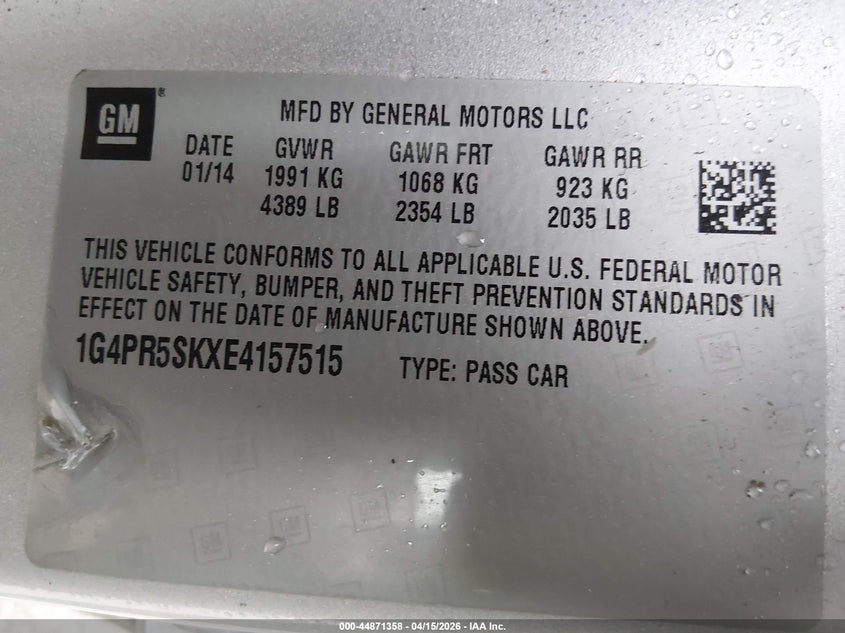 GM
MFD BY GENERAL MOTORS LLC
DATE GVWR GAWR FRT GAWR RR
01/14 1991 KG 1068 KG 923 KG
4389 LB 2354 LB 2035 LB
THIS VEHICLE CONFORMS TO ALL APPLICABLE U.S. FEDERAL MOTOR
VEHICLE SAFETY, BUMPER, AND THEFT PREVENTION STANDARDS IN
EFFECT ON THE DATE OF MANUFACTURE SHOWN ABOVE.
1G4PR5SKXE4157515 TYPE: PASS CAR
000-44871358 - 04/15/2026 - IAA Inc.